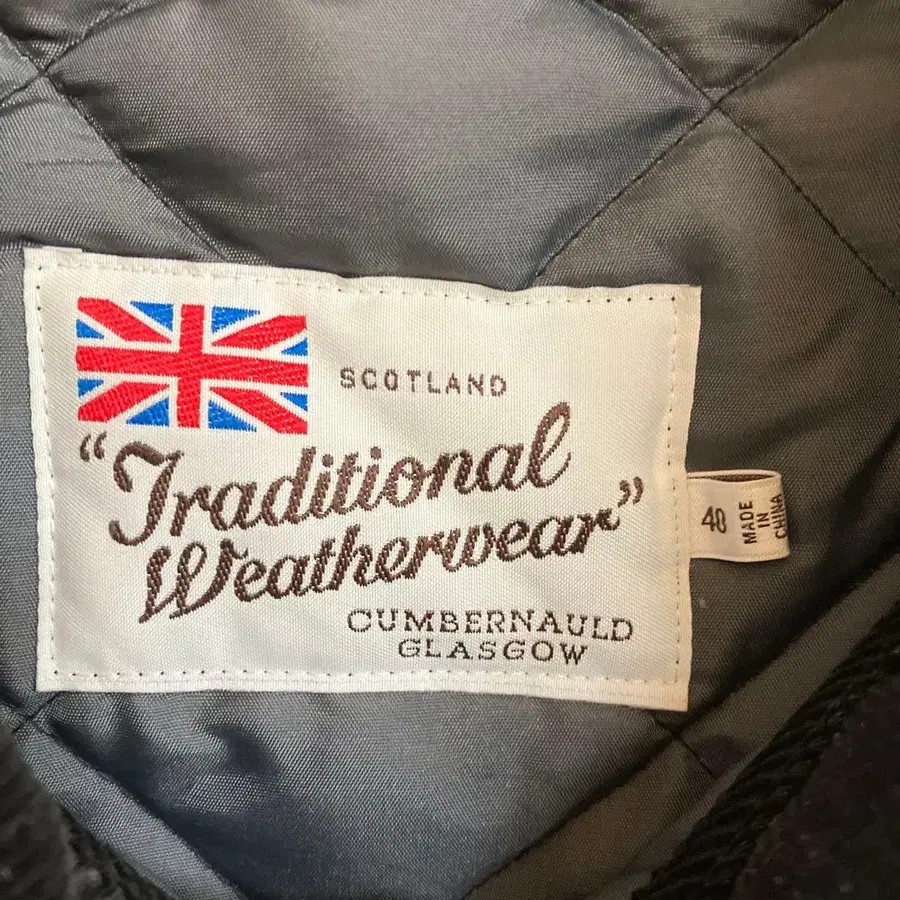 SCOTLAND
"Traditional
Weatherwear"
CUMBERNAULD
GLASGOW
40
MADE
IN
CHINA